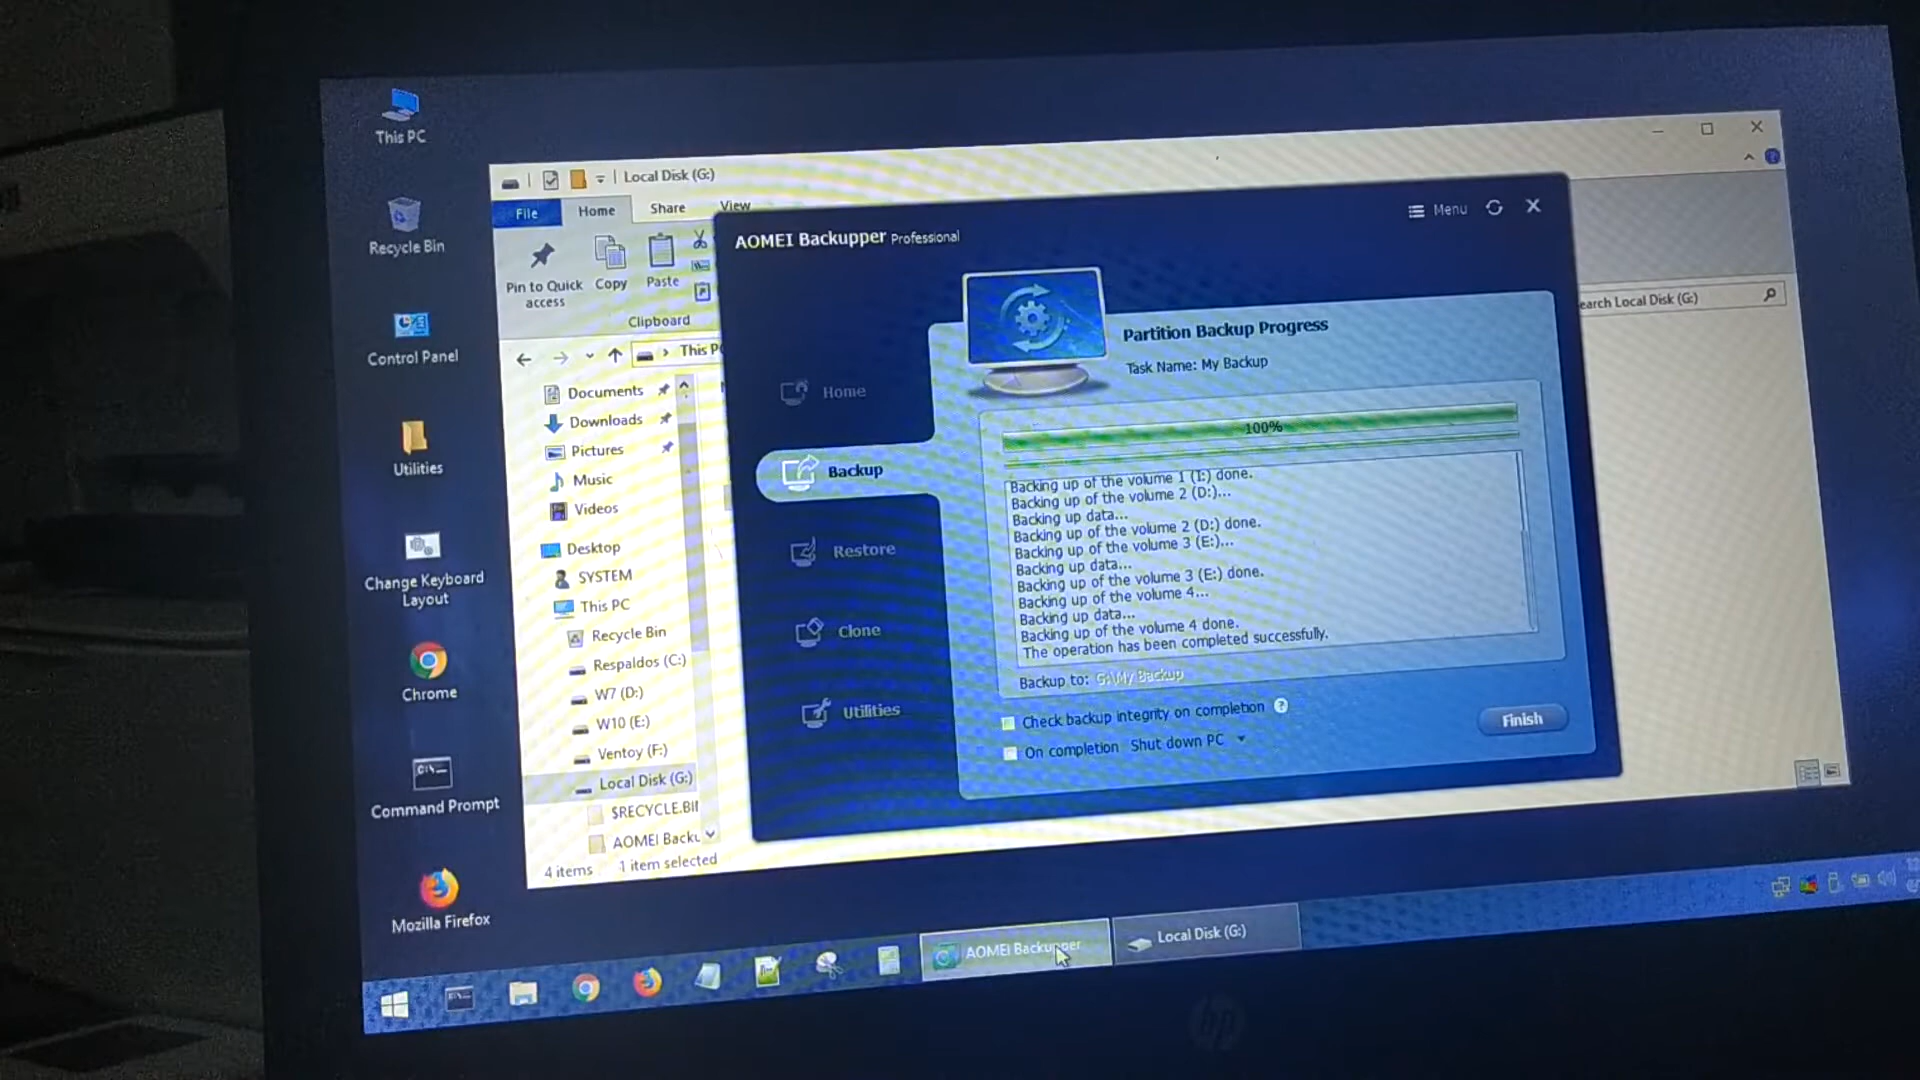 This PC
Recycle Bin
Control Panel
Utilities
Change Keyboard
Layout
Chrome
Command Prompt
Mozilla Firefox
Local Disk (G:)
File
Home
Share
View
Pin to Quick
access
Copy
Paste
Clipboard
This P
earch Local Disk (G:)
Documents
Downloads
Pictures
Music
Videos
Desktop
SYSTEM
This PC
Recycle Bin
Respaldos (C:)
W7 (D:)
W10 (E:)
Ventoy (F:)
Local Disk (G:)
$RECYCLE.BI
AOMEI Backu
4 items
1 item selected
AOMEI Backupper Professional
Menu
Home
Backup
Restore
Clone
Utilities
Partition Backup Progress
Task Name: My Backup
100%
Backing up of the volume 1 (I:) done.
Backing up of the volume 2 (D:)...
Backing up data...
Backing up of the volume 2 (D:) done.
Backing up of the volume 3 (E:)...
Backing up data...
Backing up of the volume 3 (E:) done.
Backing up of the volume 4...
Backing up data...
Backing up of the volume 4 done.
The operation has been completed successfully.
Backup to: G:\My Backup
Check backup integrity on completion
On completion Shut down PC
Finish
AOMEI Backupper
Local Disk (G:)
hp